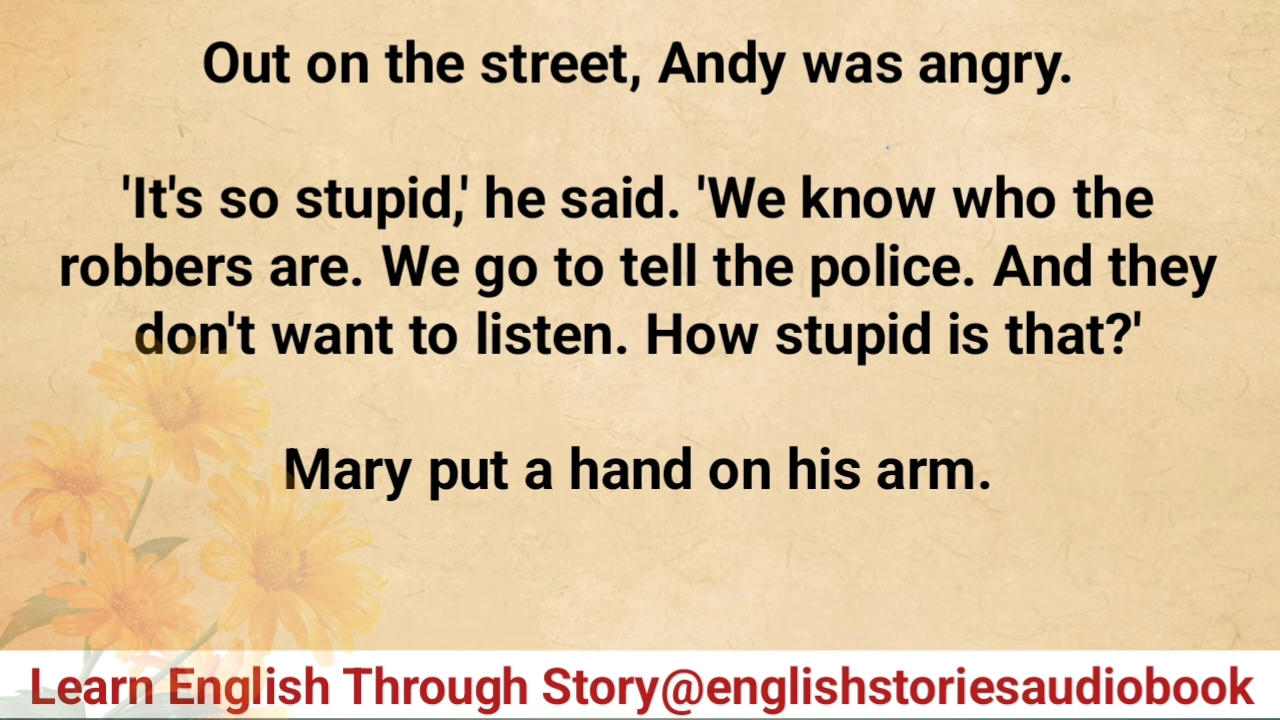 Out on the street, Andy was angry.
'It's so stupid,' he said. 'We know who the
robbers are. We go to tell the police. And they
don't want to listen. How stupid is that?'
Mary put a hand on his arm.
Learn English Through Story@englishstoriesaudiobook